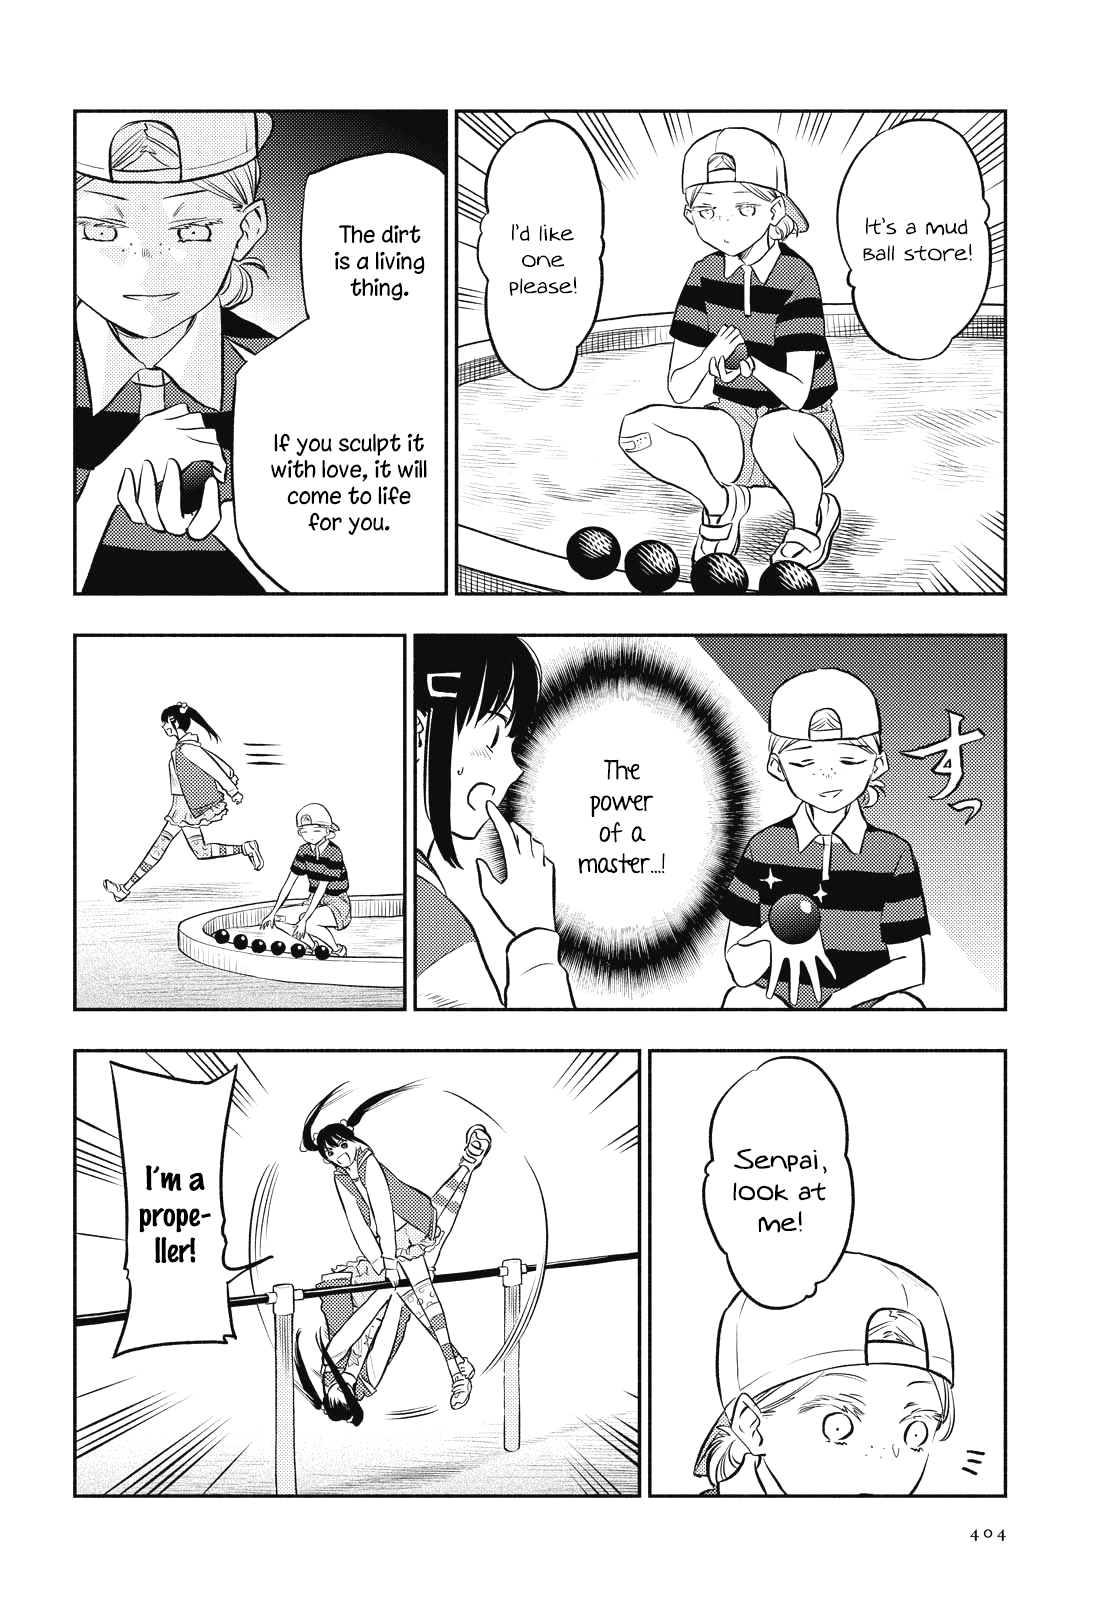 It's a mud
ball store!
I'd like
one
please!
The dirt
is a living
thing.
If you sculpt it
with love, it will
come to life
for you.
The
power
of a
master...!
すっ
Senpai,
look at
me!
I'm a
prope-
ller!
404